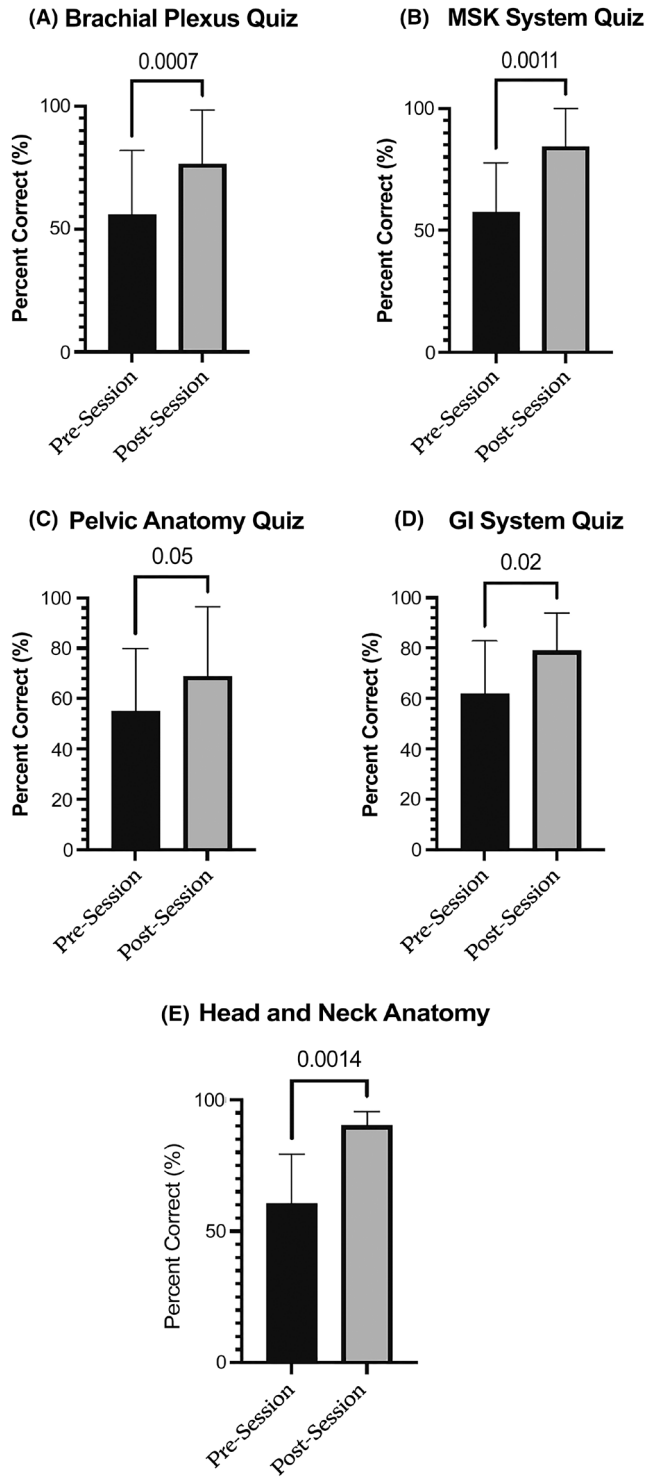 (A) Brachial Plexus Quiz
0.0007
Percent Correct (%)
100
50
0
Pre-Session
Post-Session
(B) MSK System Quiz
0.0011
Percent Correct (%)
100
50
0
Pre-Session
Post-Session
(C) Pelvic Anatomy Quiz
0.05
Percent Correct (%)
100
80
60
40
20
0
Pre-Session
Post-Session
(D) GI System Quiz
0.02
Percent Correct (%)
100
80
60
40
20
0
Pre-Session
Post-Session
(E) Head and Neck Anatomy
0.0014
Percent Correct (%)
100
50
0
Pre-Session
Post-Session